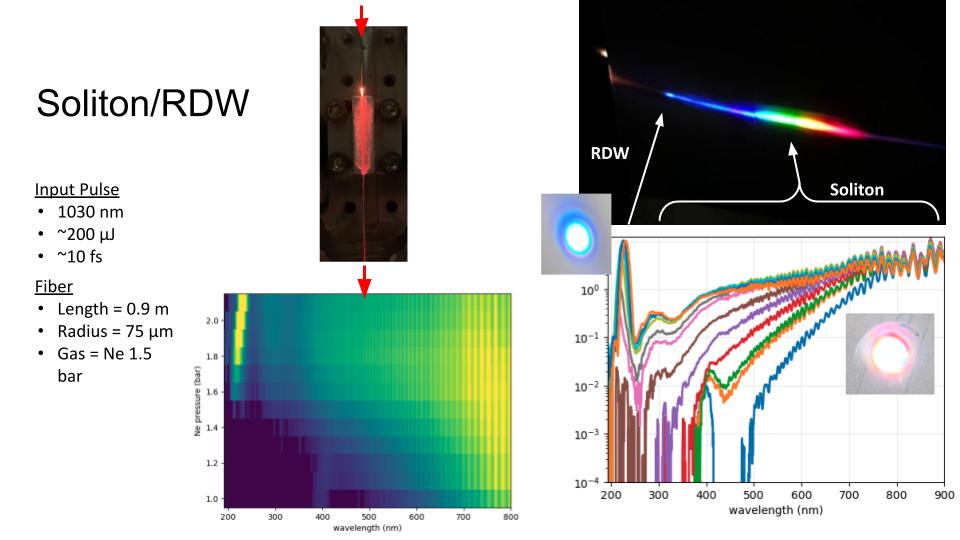 Soliton/RDW
Input Pulse
• 1030 nm
• ~200 µJ
• ~10 fs
Fiber
• Length = 0.9 m
• Radius = 75 µm
• Gas = Ne 1.5
bar
RDW
Soliton
Ne pressure (bar)
2.0
1.8
1.6
1.4
1.2
1.0
200 300 400 500 600 700 800
wavelength (nm)
10⁰
10⁻¹
10⁻²
10⁻³
10⁻⁴
200 300 400 500 600 700 800 900
wavelength (nm)